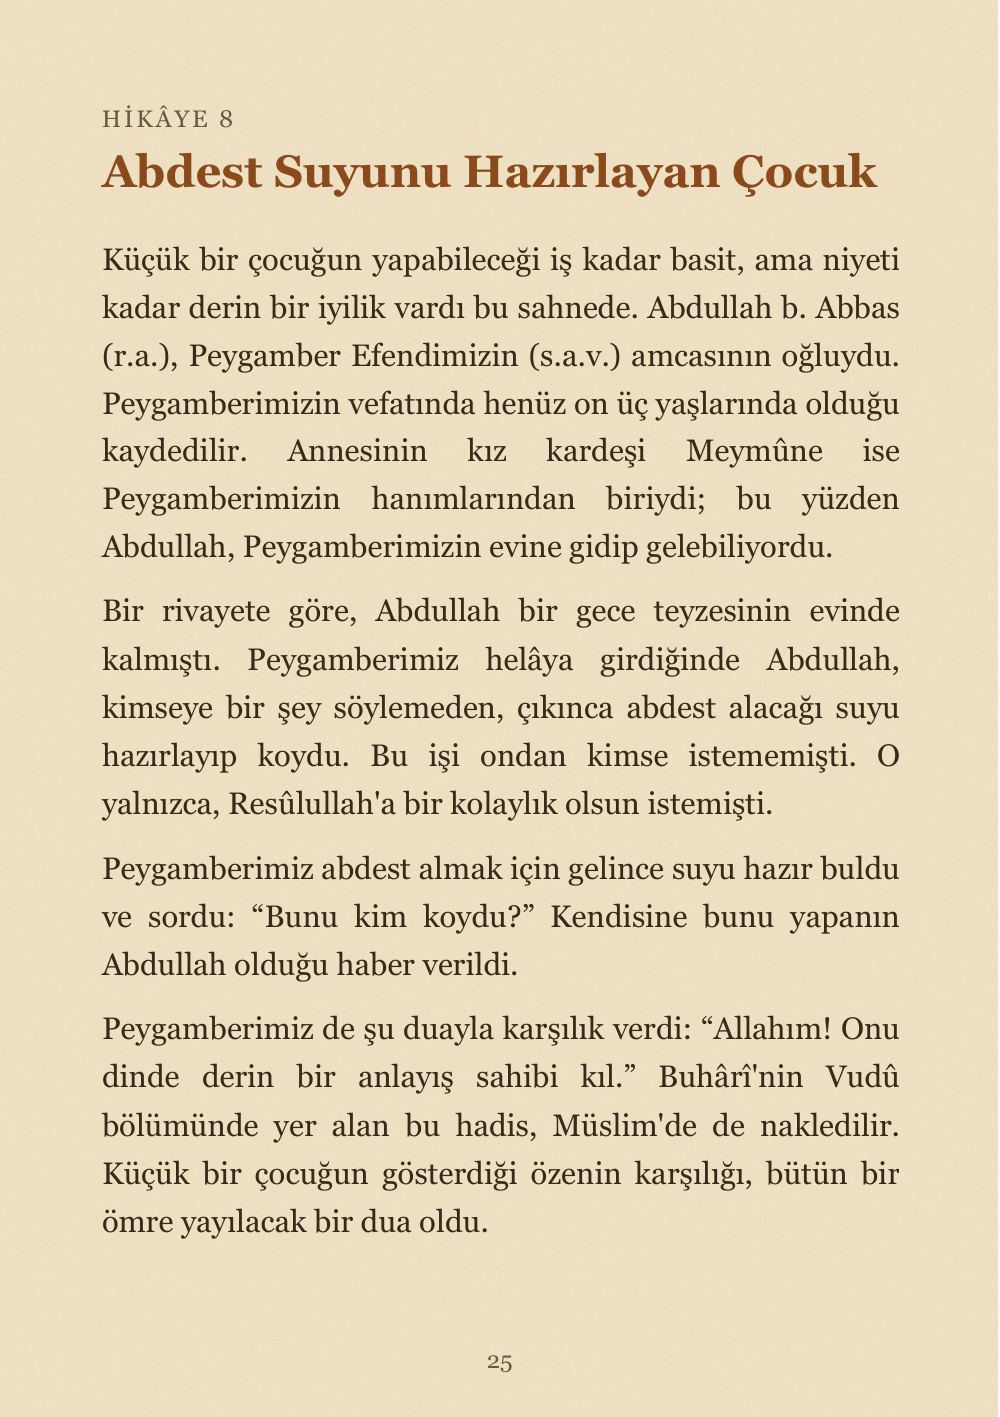 HİKÂYE 8
Abdest Suyunu Hazırlayan Çocuk
Küçük bir çocuğun yapabileceği iş kadar basit, ama niyeti
kadar derin bir iyilik vardı bu sahnede. Abdullah b. Abbas
(r.a.), Peygamber Efendimizin (s.a.v.) amcasının oğluydu.
Peygamberimizin vefatında henüz on üç yaşlarında olduğu
kaydedilir. Annesinin kız kardeşi Meymûne ise
Peygamberimizin hanımlarından biriydi; bu yüzden
Abdullah, Peygamberimizin evine gidip gelebiliyordu.
Bir rivayete göre, Abdullah bir gece teyzesinin evinde
kalmıştı. Peygamberimiz helâya girdiğinde Abdullah,
kimseye bir şey söylemeden, çıkınca abdest alacağı suyu
hazırlayıp koydu. Bu işi ondan kimse istememişti. O
yalnızca, Resûlullah'a bir kolaylık olsun istemişti.
Peygamberimiz abdest almak için gelince suyu hazır buldu
ve sordu: “Bunu kim koydu?” Kendisine bunu yapanın
Abdullah olduğu haber verildi.
Peygamberimiz de şu duayla karşılık verdi: “Allahım! Onu
dinde derin bir anlayış sahibi kıl.” Buhârî'nin Vudû
bölümünde yer alan bu hadis, Müslim'de de nakledilir.
Küçük bir çocuğun gösterdiği özenin karşılığı, bütün bir
ömre yayılacak bir dua oldu.
25